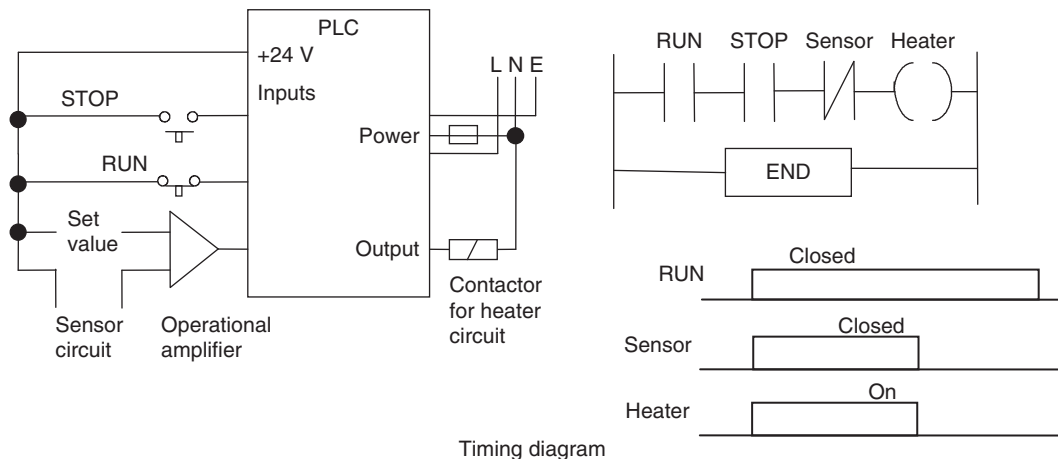 PLC
+24 V
Inputs
STOP
RUN
Set
value
Sensor
circuit
Operational
amplifier
L N E
Power
Output
Contactor
for heater
circuit
RUN STOP Sensor Heater
END
Closed
RUN
Closed
Sensor
On
Heater
Timing diagram